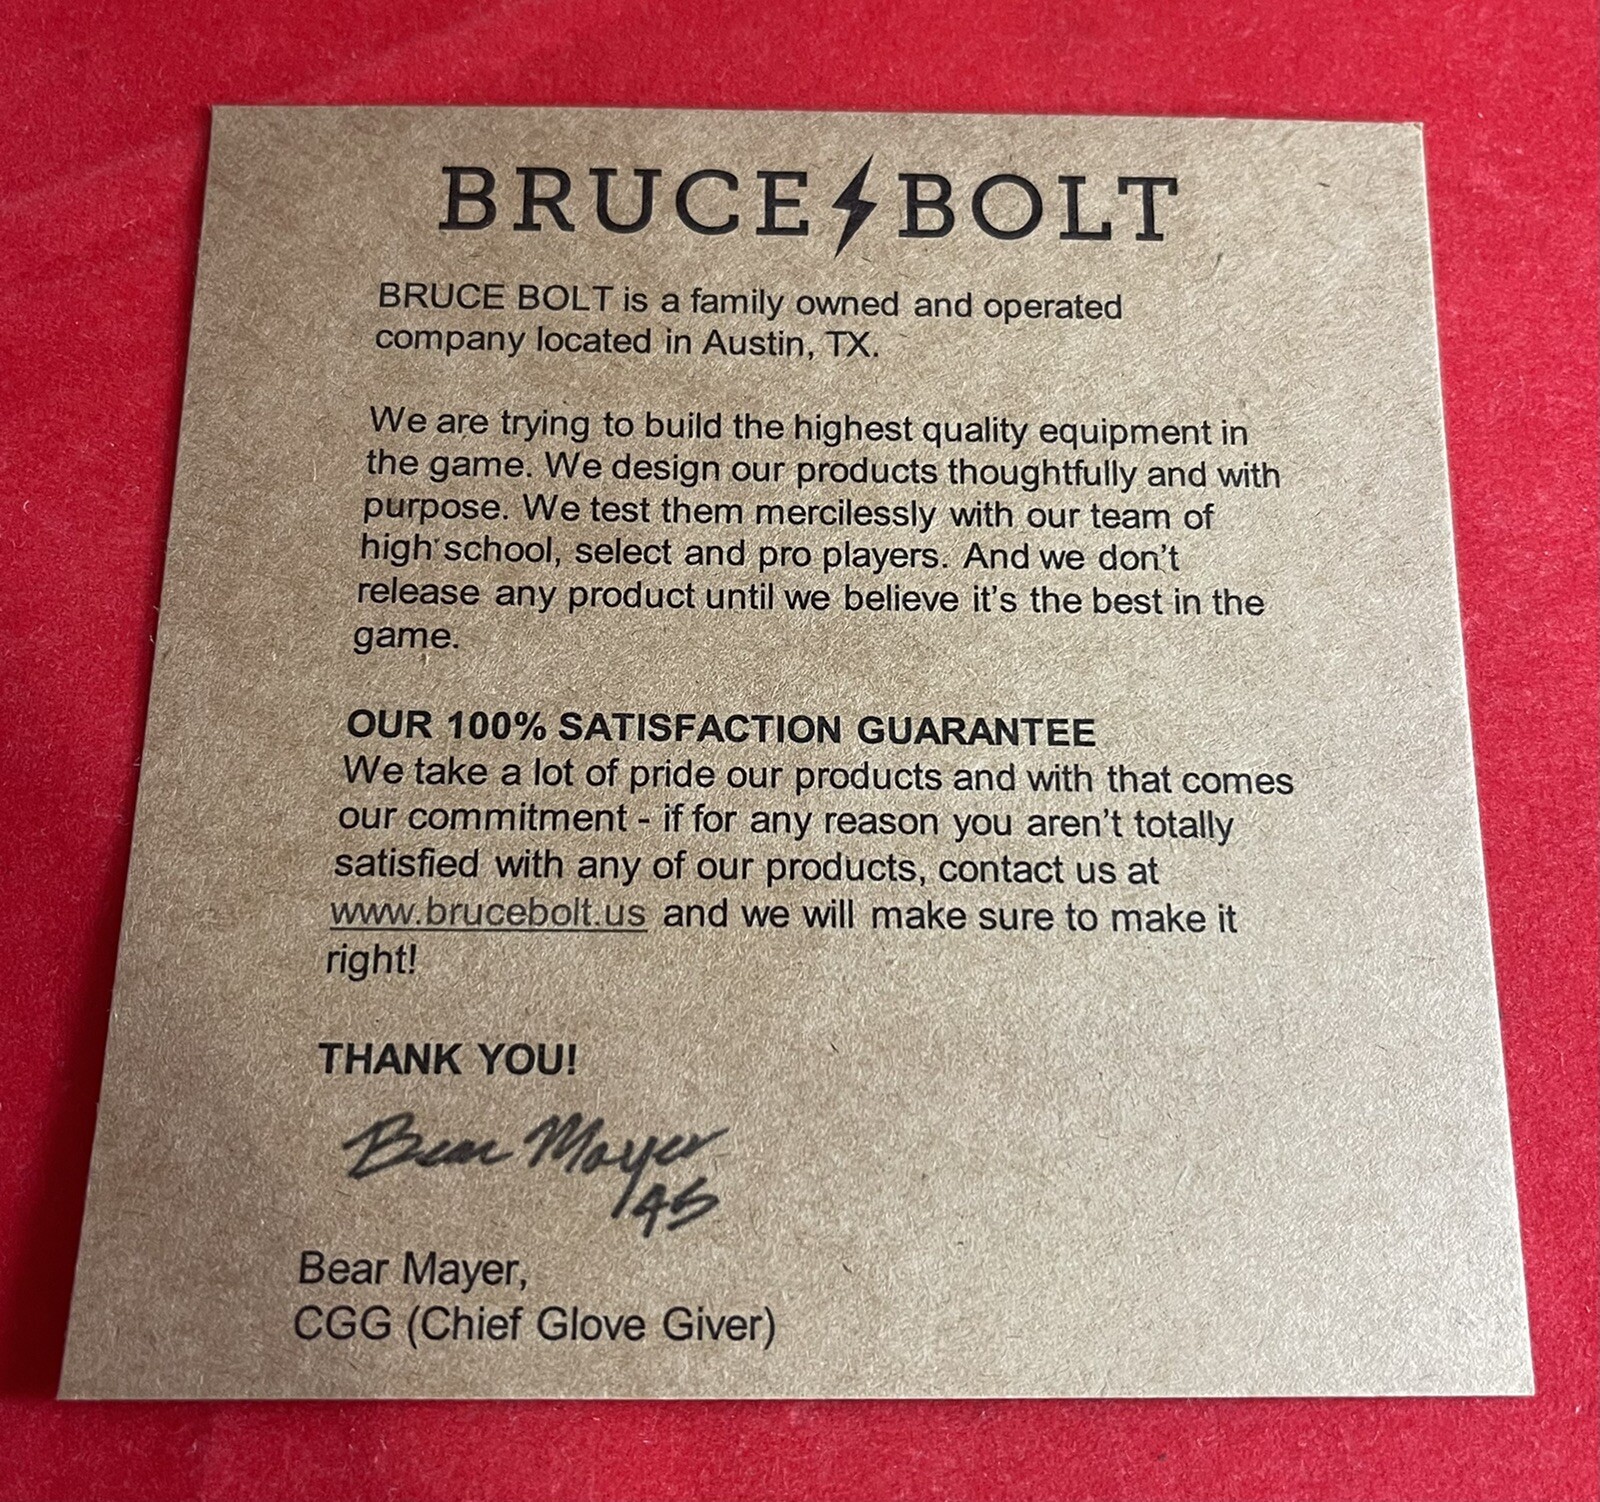 BRUCE BOLT
BRUCE BOLT is a family owned and operated
company located in Austin, TX.
We are trying to build the highest quality equipment in
the game. We design our products thoughtfully and with
purpose. We test them mercilessly with our team of
high school, select and pro players. And we don't
release any product until we believe it's the best in the
game.
OUR 100% SATISFACTION GUARANTEE
We take a lot of pride our products and with that comes
our commitment - if for any reason you aren't totally
satisfied with any of our products, contact us at
www.brucebolt.us and we will make sure to make it
right!
THANK YOU!
Bear Mayer
45
Bear Mayer,
CGG (Chief Glove Giver)